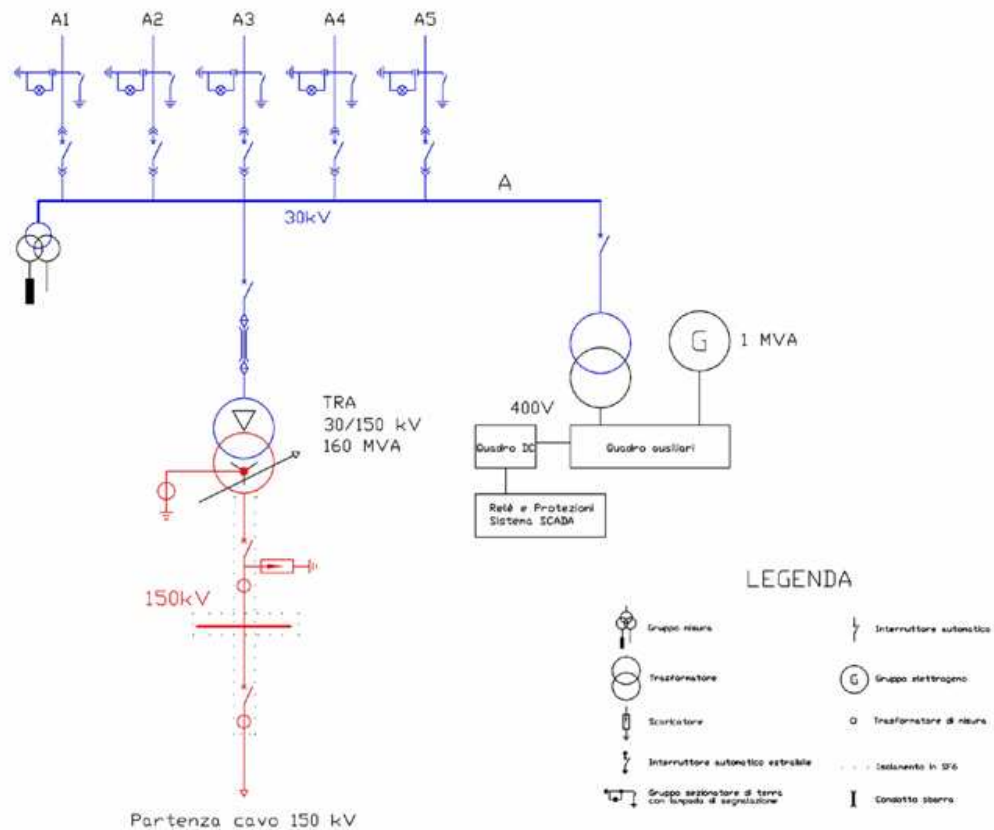 A1 A2 A3 A4 A5
A
30kV
G
1 MVA
TRA
30/150 kV
160 MVA
400V
Quadro DC
Quadro ausiliari
Relè e Protezioni
Sistema SCADA
150kV
Partenza cavo 150 kV
LEGENDA
Gruppo misura
Interruttore automatico
Trasformatore
G
Gruppo elettrogeno
Scaricatore
Trasformatore di misura
Interruttore automatico estraibile
Isolamento in SF6
Gruppo sezionatore di terra
con lampada di segnalazione
Condotto sbarra